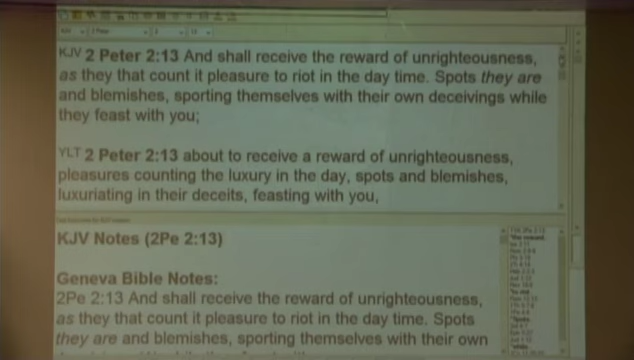 KJV 2 Peter 2:13 And shall receive the reward of unrighteousness,
as they that count it pleasure to riot in the day time. Spots they are
and blemishes, sporting themselves with their own deceivings while
they feast with you;
YLT 2 Peter 2:13 about to receive a reward of unrighteousness,
pleasures counting the luxury in the day, spots and blemishes,
luxuriating in their deceits, feasting with you,
KJV Notes (2Pe 2:13)
Geneva Bible Notes:
2Pe 2:13 And shall receive the reward of unrighteousness,
as they that count it pleasure to riot in the day time. Spots
they are and blemishes, sporting themselves with their own